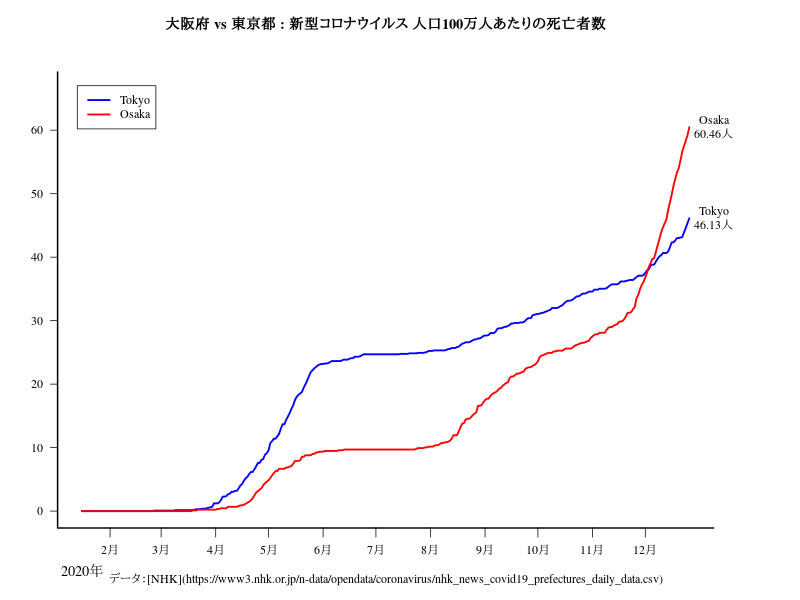 大阪府 vs 東京都 : 新型コロナウイルス 人口100万人あたりの死亡者数
Tokyo
Osaka
Osaka
60.46人
Tokyo
46.13人
60
50
40
30
20
10
0
2月 3月 4月 5月 6月 7月 8月 9月 10月 11月 12月
2020年
データ:[NHK](https://www3.nhk.or.jp/n-data/opendata/coronavirus/nhk_news_covid19_prefectures_daily_data.csv)